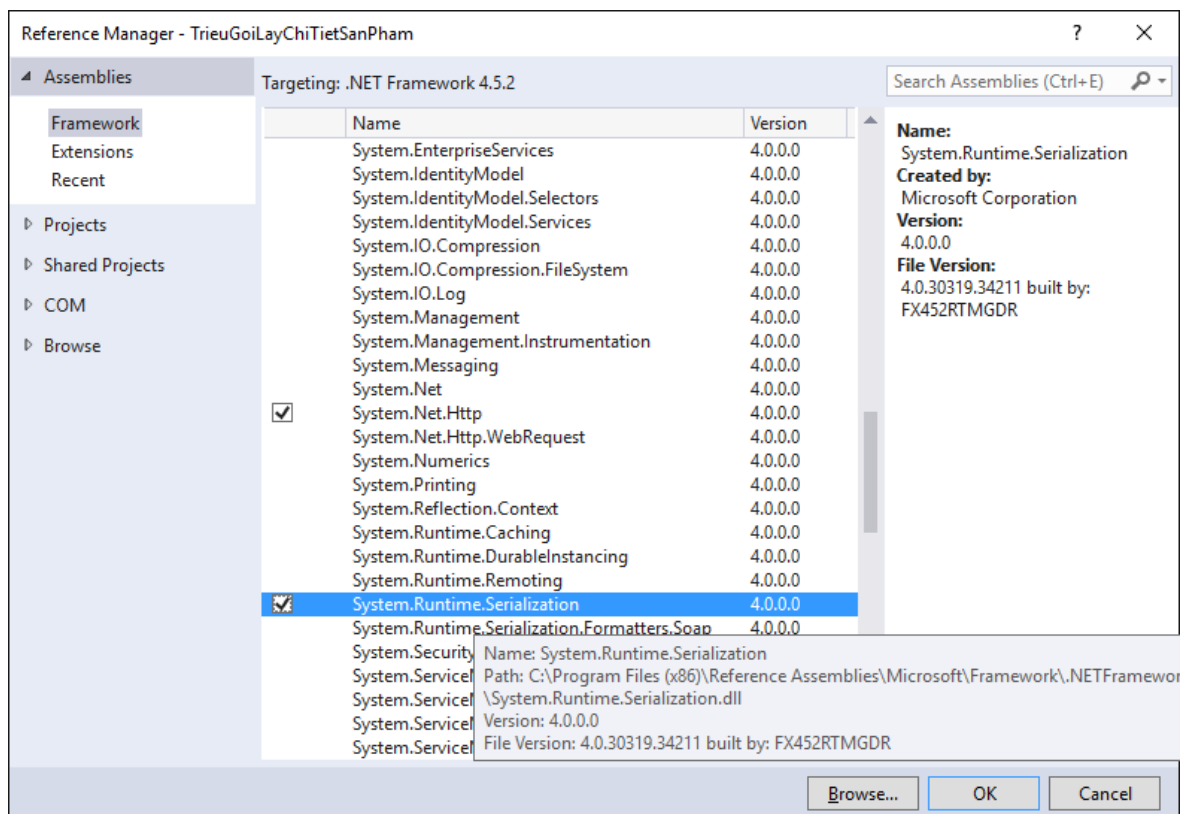 Reference Manager - TrieuGoiLayChiTietSanPham ?
Assemblies
Framework
Extensions
Recent
Projects
Shared Projects
COM
Browse
Targeting: .NET Framework 4.5.2
Search Assemblies (Ctrl+E)
Name Version
System.EnterpriseServices 4.0.0.0
System.IdentityModel 4.0.0.0
System.IdentityModel.Selectors 4.0.0.0
System.IdentityModel.Services 4.0.0.0
System.IO.Compression 4.0.0.0
System.IO.Compression.FileSystem 4.0.0.0
System.IO.Log 4.0.0.0
System.Management 4.0.0.0
System.Management.Instrumentation 4.0.0.0
System.Messaging 4.0.0.0
System.Net 4.0.0.0
System.Net.Http 4.0.0.0
System.Net.Http.WebRequest 4.0.0.0
System.Numerics 4.0.0.0
System.Printing 4.0.0.0
System.Reflection.Context 4.0.0.0
System.Runtime.Caching 4.0.0.0
System.Runtime.DurableInstancing 4.0.0.0
System.Runtime.Remoting 4.0.0.0
System.Runtime.Serialization 4.0.0.0
System.Runtime.Serialization.Formatters.Soap 4.0.0.0
System.Security
System.Service
System.Service
System.Service
System.Service
Name: System.Runtime.Serialization
Path: C:\Program Files (x86)\Reference Assemblies\Microsoft\Framework\.NETFramewor
\System.Runtime.Serialization.dll
Version: 4.0.0.0
File Version: 4.0.30319.34211 built by: FX452RTMGDR
Name:
System.Runtime.Serialization
Created by:
Microsoft Corporation
Version:
4.0.0.0
File Version:
4.0.30319.34211 built by:
FX452RTMGDR
Browse...
OK
Cancel